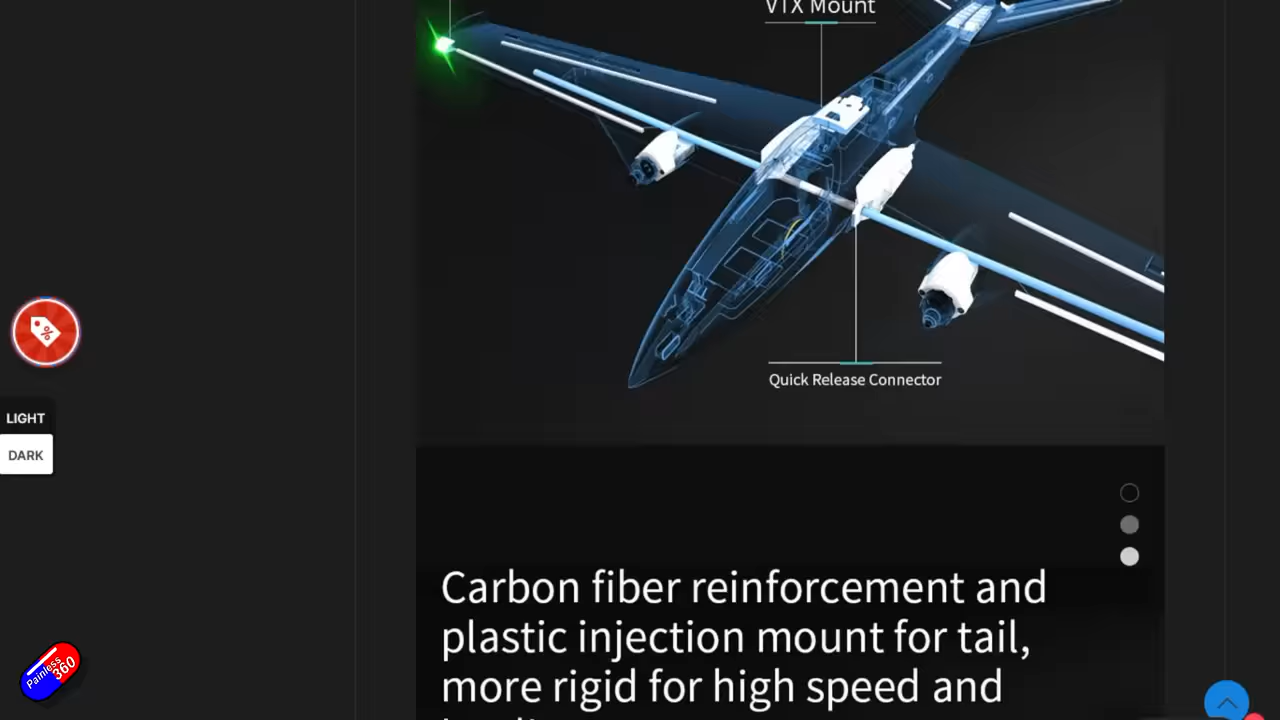 VTX Mount
Quick Release Connector
LIGHT
DARK
Carbon fiber reinforcement and
plastic injection mount for tail,
more rigid for high speed and
Painless
360